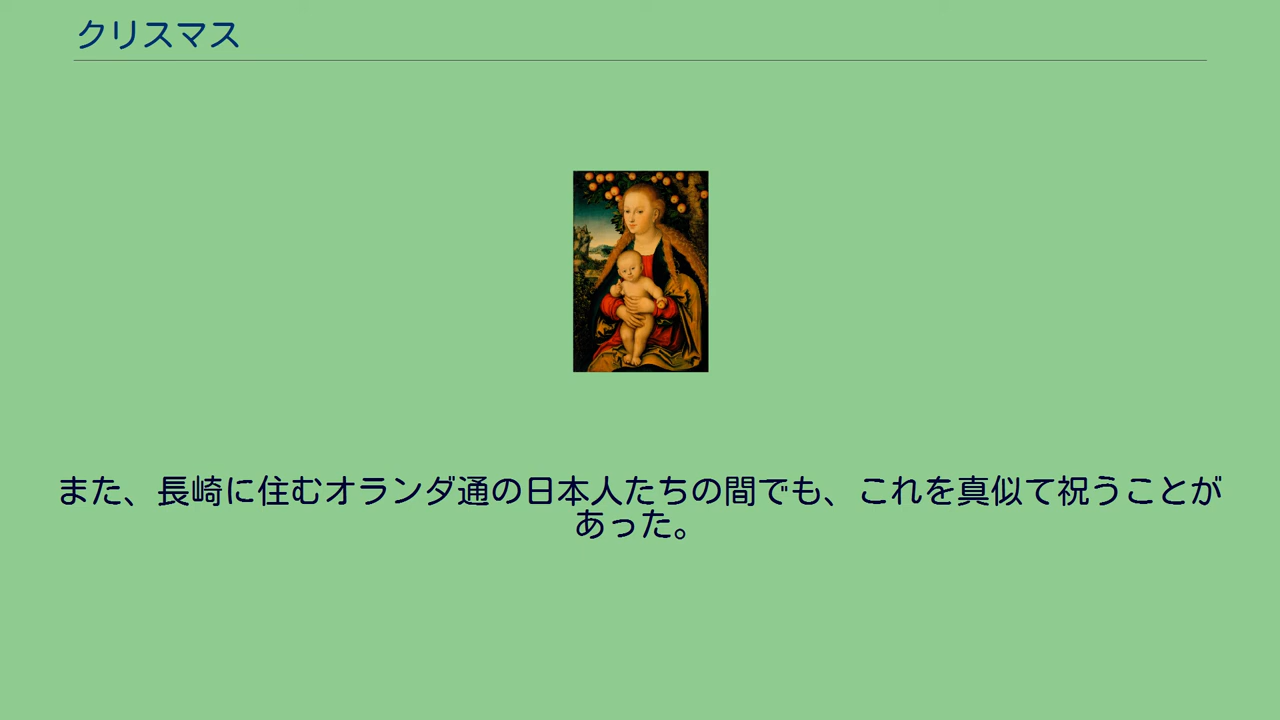 クリスマス
また、長崎に住むオランダ通の日本人たちの間でも、これを真似て祝うことが
あった。